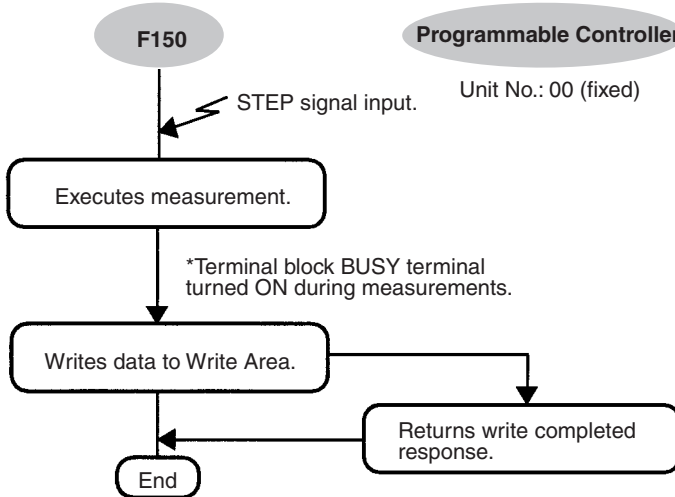 F150
Programmable Controller
Unit No.: 00 (fixed)
STEP signal input.
Executes measurement.
*Terminal block BUSY terminal
turned ON during measurements.
Writes data to Write Area.
Returns write completed
response.
End